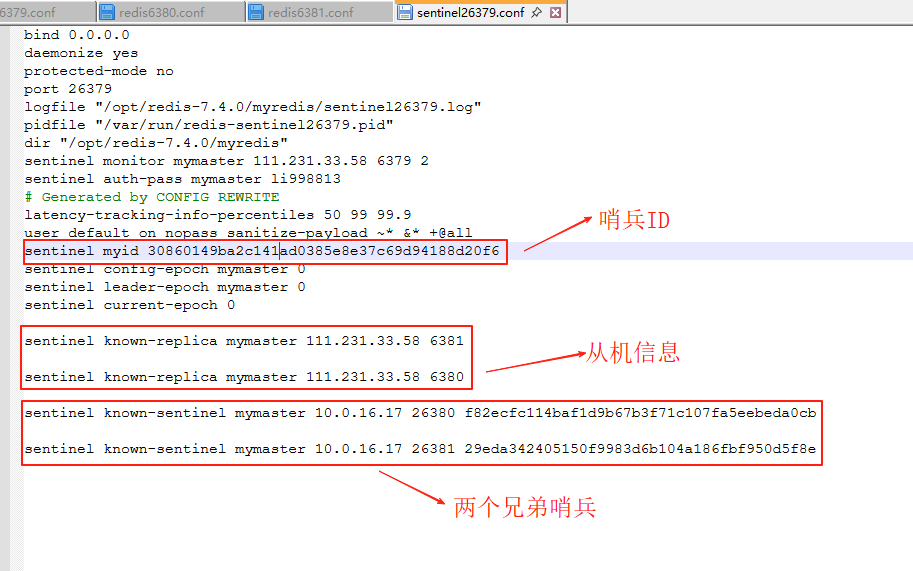 6379.conf redis6380.conf redis6381.conf sentinel26379.conf
bind 0.0.0.0
daemonize yes
protected-mode no
port 26379
logfile "/opt/redis-7.4.0/myredis/sentinel26379.log"
pidfile "/var/run/redis-sentinel26379.pid"
dir "/opt/redis-7.4.0/myredis"
sentinel monitor mymaster 111.231.33.58 6379 2
sentinel auth-pass mymaster li998813
# Generated by CONFIG REWRITE
latency-tracking-info-percentiles 50 99 99.9
user default on nopass sanitize-payload ~* &* +@all
sentinel myid 30860149ba2c141ad0385e8e37c69d94188d20f6
哨兵ID
sentinel config-epoch mymaster 0
sentinel leader-epoch mymaster 0
sentinel current-epoch 0
sentinel known-replica mymaster 111.231.33.58 6381
从机信息
sentinel known-replica mymaster 111.231.33.58 6380
sentinel known-sentinel mymaster 10.0.16.17 26380 f82ecfc114baf1d9b67b3f71c107fa5eebeda0cb
sentinel known-sentinel mymaster 10.0.16.17 26381 29eda342405150f9983d6b104a186fbf950d5f8e
两个兄弟哨兵